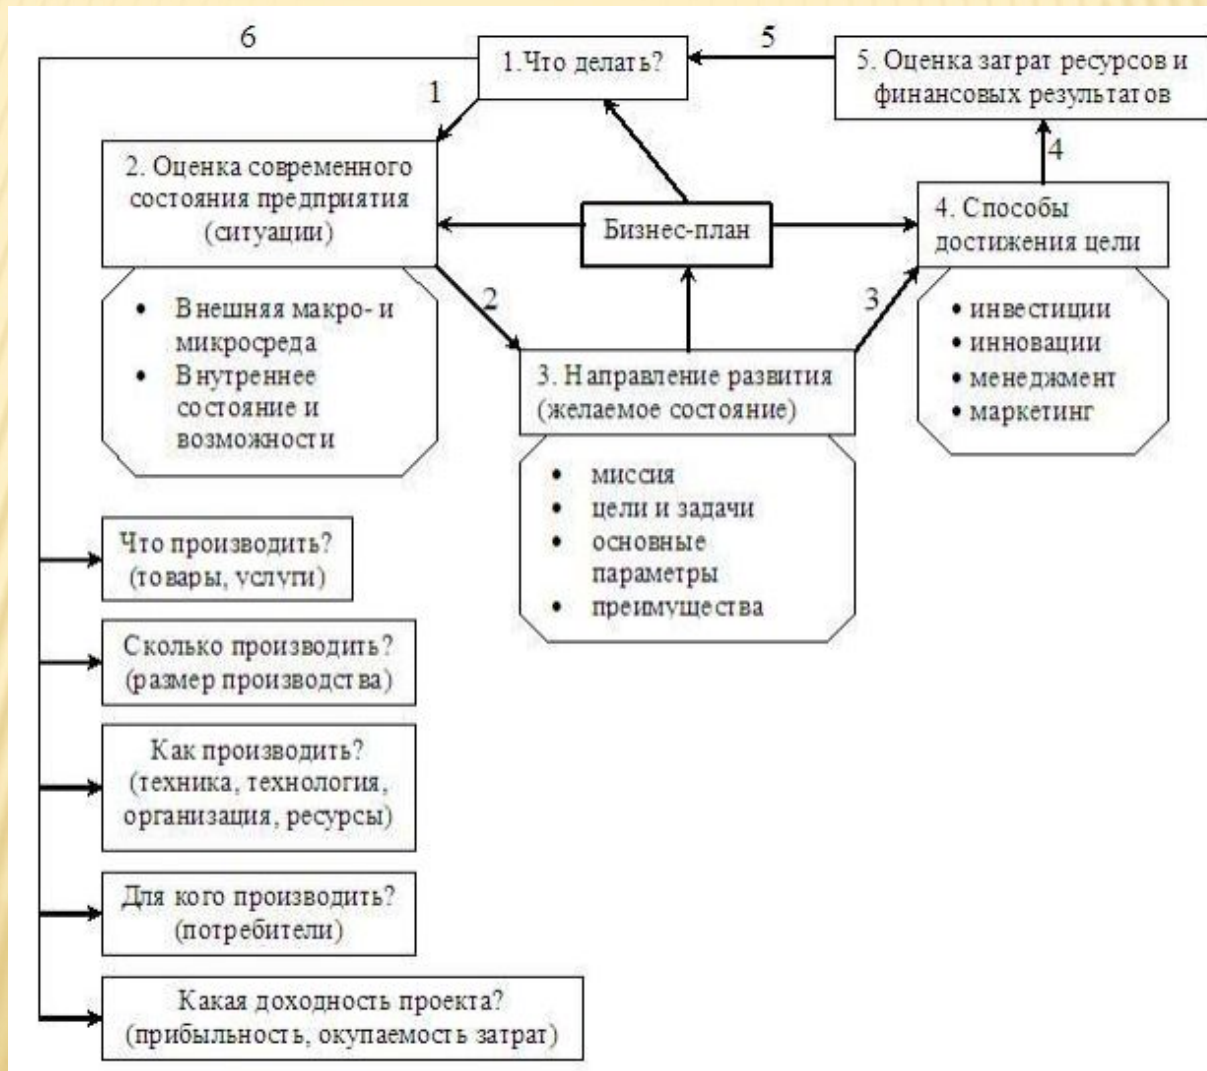 6
1.Что делать?
5
5. Оценка затрат ресурсов и
финансовых результатов
1
4
2. Оценка современного
состояния предприятия
(ситуации)
Бизнес-план
4. Способы
достижения цели
• Внешняя макро- и
микросреда
• Внутреннее
состояние и
возможности
2
3
3. Направление развития
(желаемое состояние)
• инвестиции
• инновации
• менеджмент
• маркетинг
• миссия
• цели и задачи
• основные
параметры
• преимущества
Что производить?
(товары, услуги)
Сколько производить?
(размер производства)
Как производить?
(техника, технология,
организация, ресурсы)
Для кого производить?
(потребители)
Какая доходность проекта?
(прибыльность, окупаемость затрат)